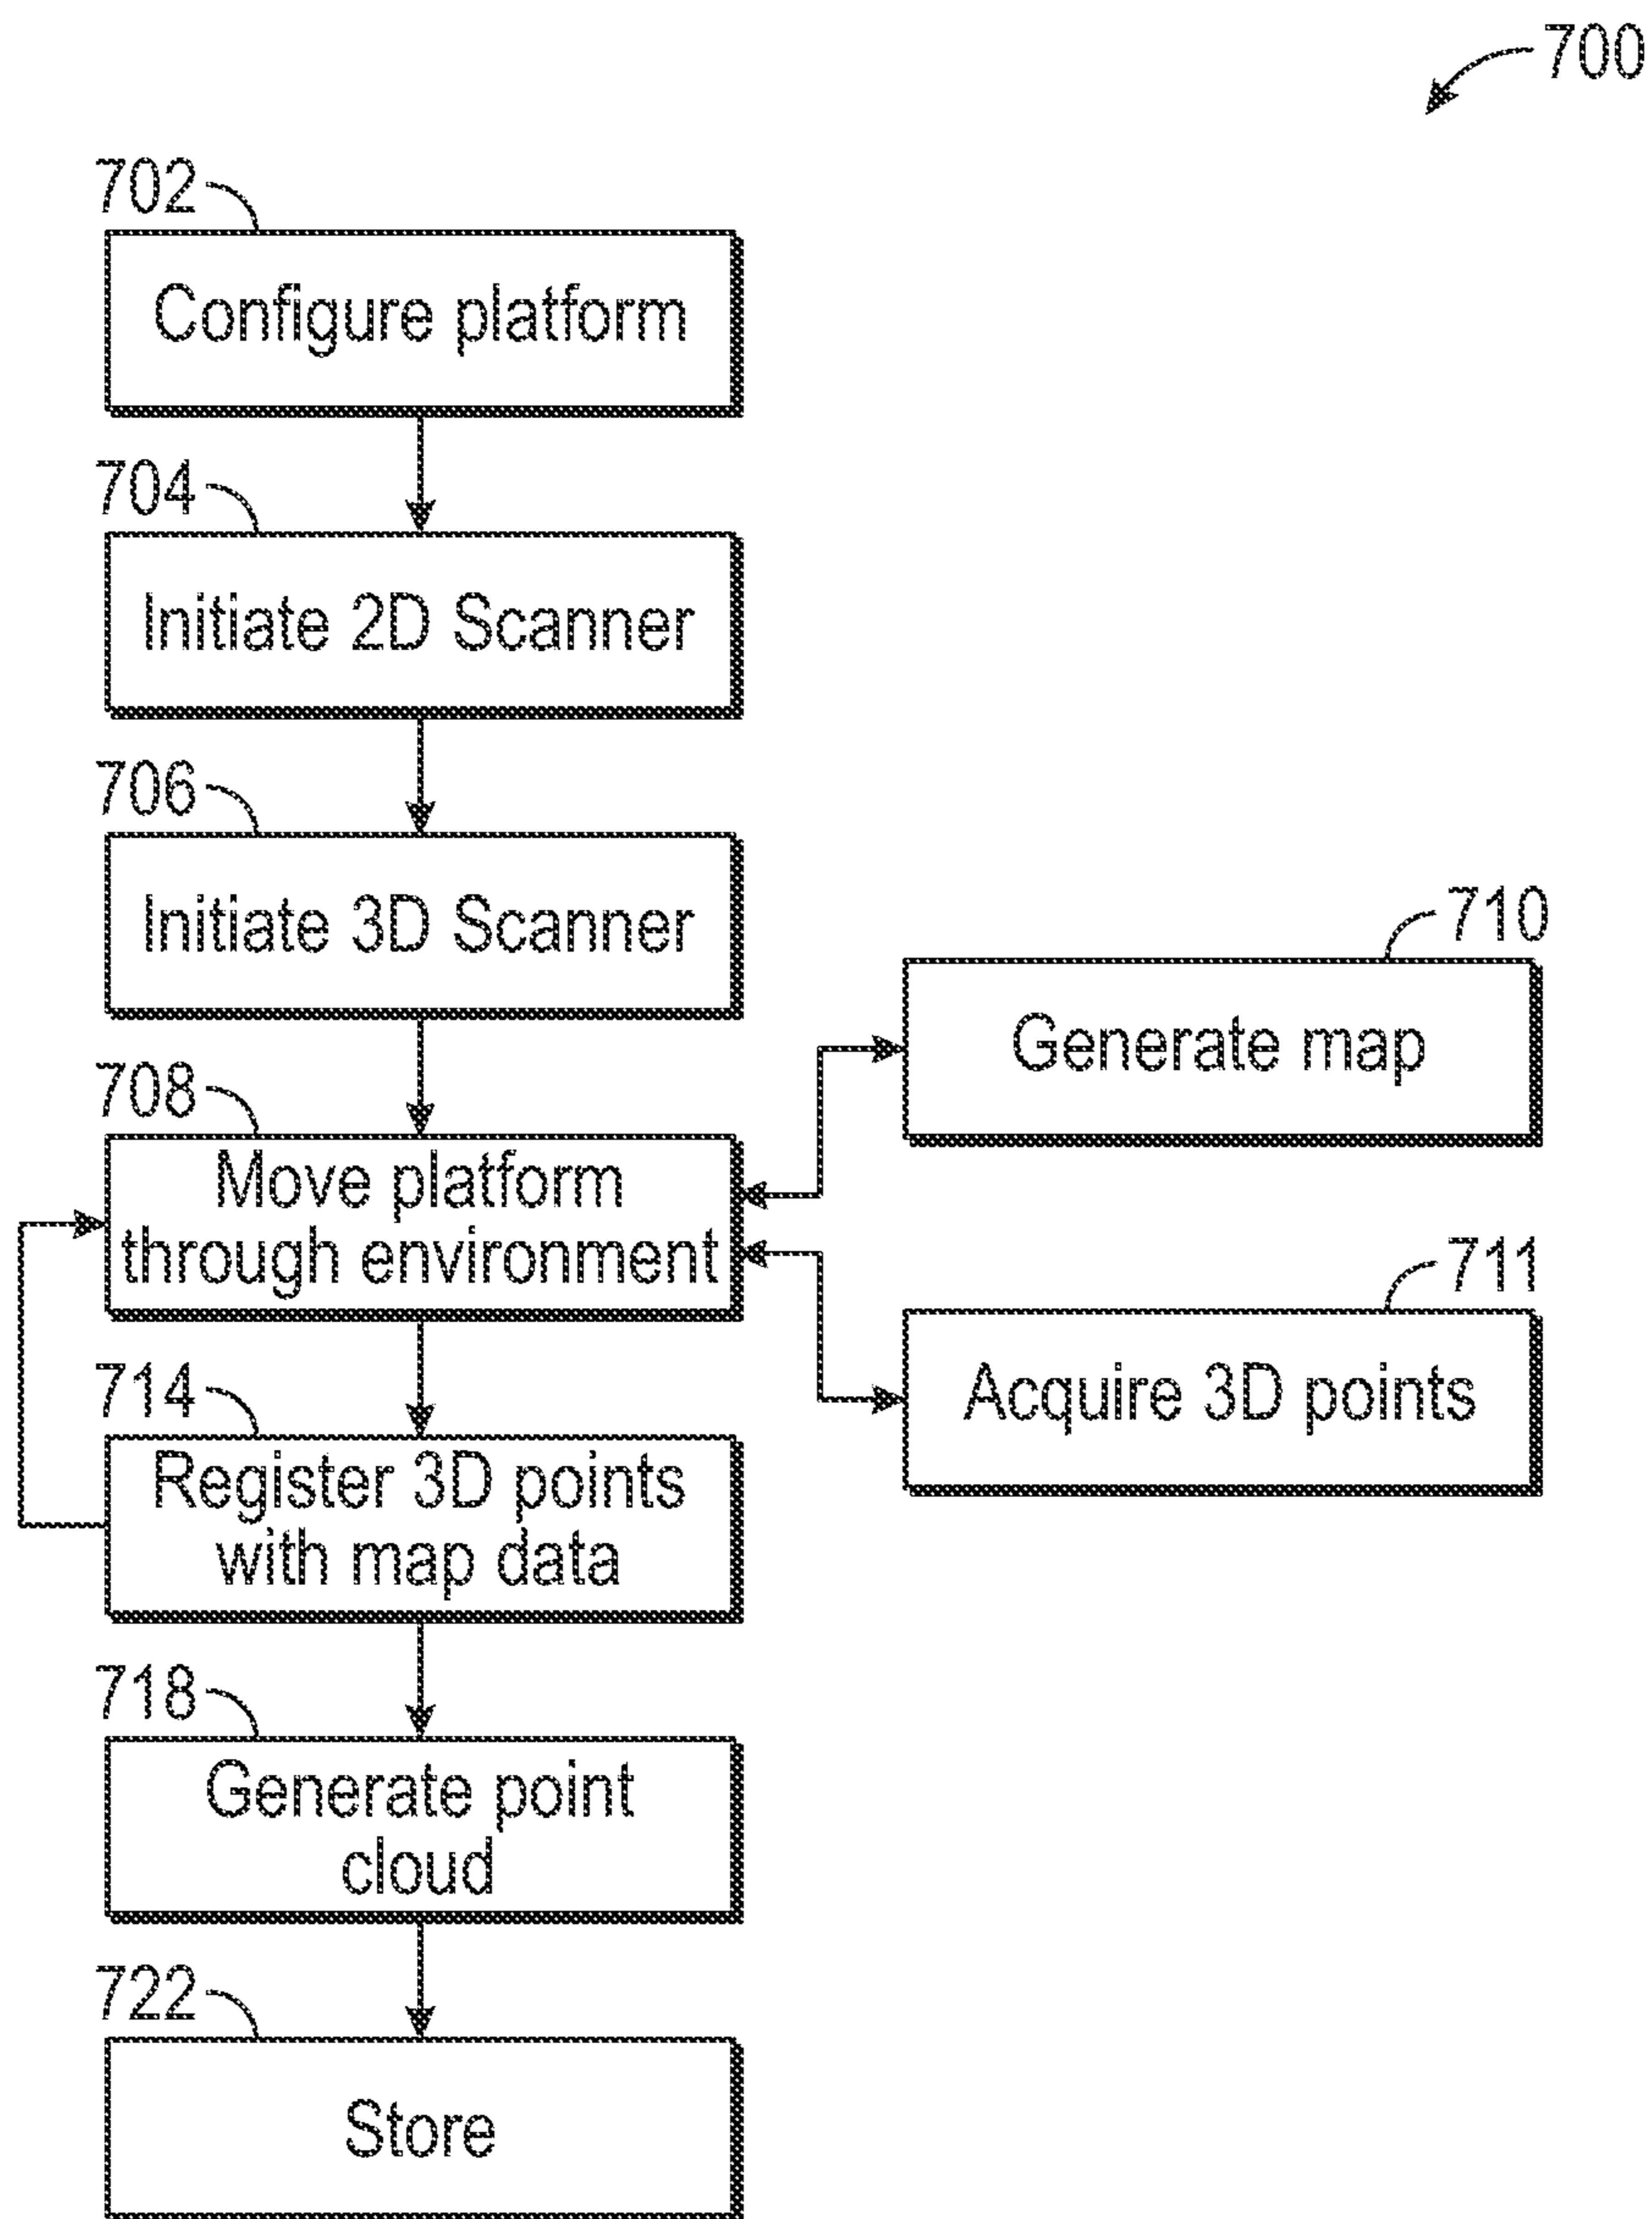 700
702
Configure platform
704
Initiate 2D Scanner
706
Initiate 3D Scanner
710
Generate map
708
Move platform
through environment
711
Acquire 3D points
714
Register 3D points
with map data
718
Generate point
cloud
722
Store